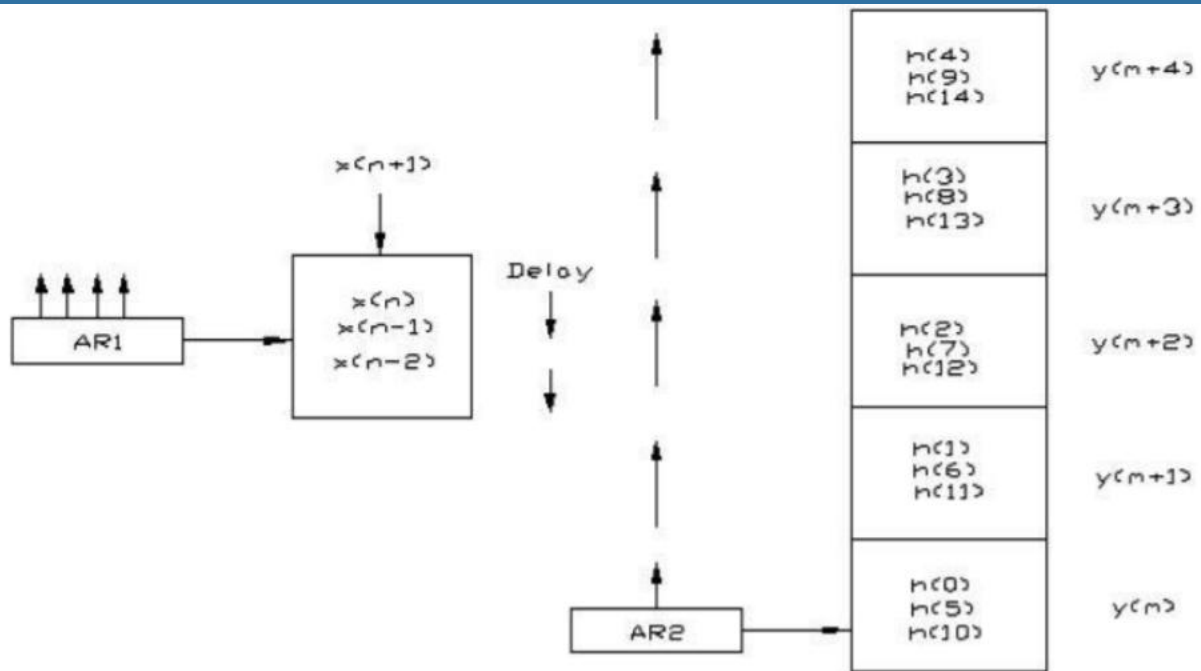 h(4)
h(9)
h(14)
y(m+4)
x(n+1)
h(3)
h(8)
h(13)
y(m+3)
Delay
x(n)
x(n-1)
x(n-2)
AR1
h(2)
h(7)
h(12)
y(m+2)
h(1)
h(6)
h(11)
y(m+1)
h(0)
h(5)
h(10)
y(m)
AR2